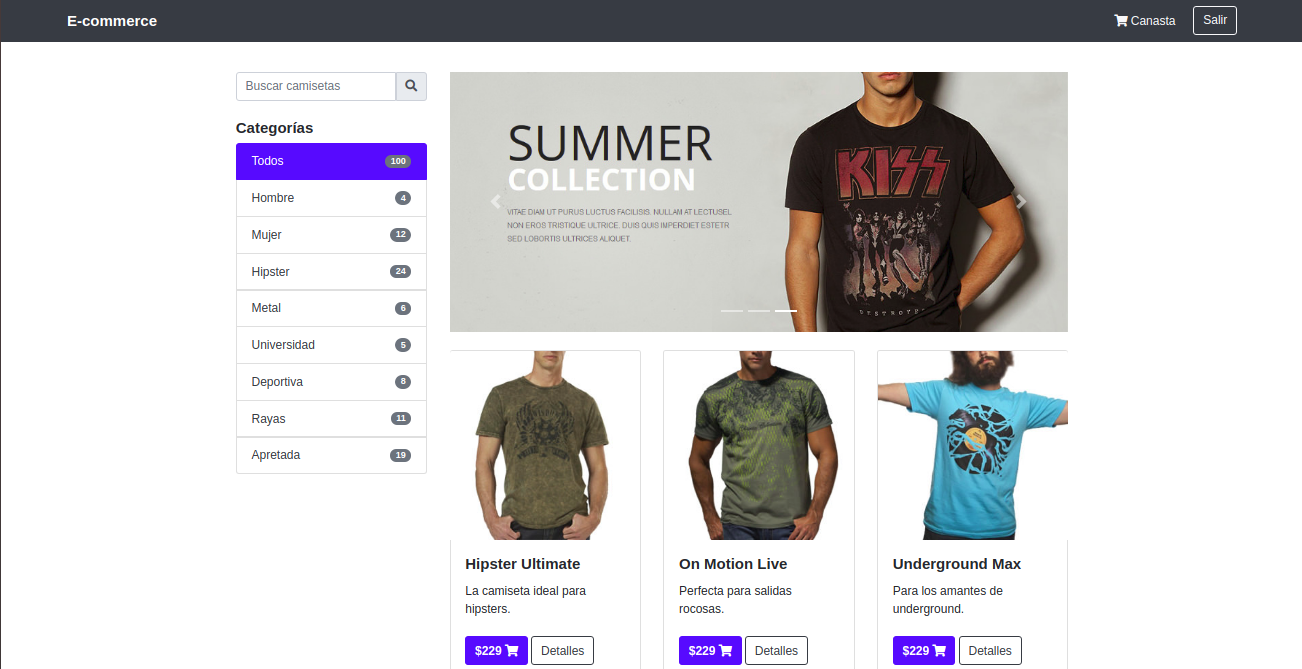 E-commerce
Canasta
Salir
Buscar camisetas
Categorías
Todos 100
Hombre 4
Mujer 12
Hipster 24
Metal 6
Universidad 5
Deportiva 8
Rayas 11
Apretada 19
SUMMER
COLLECTION
VITAE DIAM UT PURUS LUCTUS FACILISIS. NULLAM AT LECTUSEL
NON EROS TRISTIQUE ULTRICE. DUIS QUIS IMPERDIET ESTETR
SED LOBORTIS ULTRICES ALIQUET.
KISS
Hipster Ultimate
La camiseta ideal para
hipsters.
$229
Detalles
On Motion Live
Perfecta para salidas
rocosas.
$229
Detalles
Underground Max
Para los amantes de
underground.
$229
Detalles